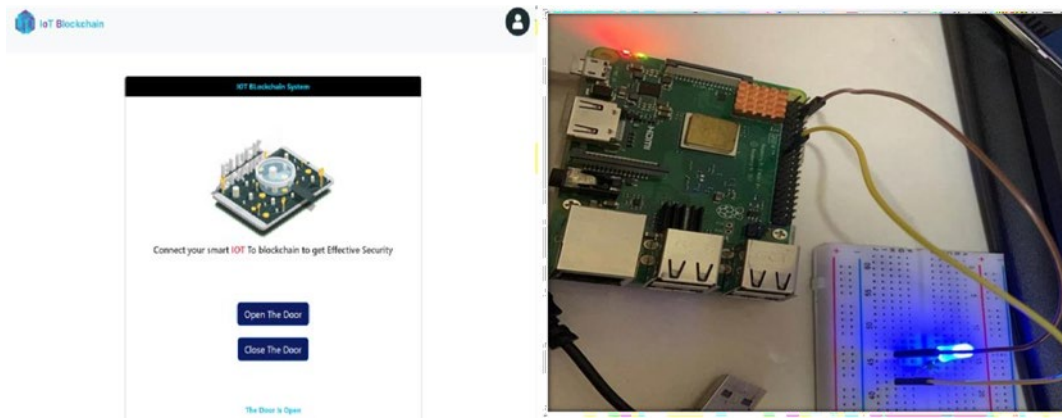 IoT Blockchain
IOT BLockchain System
Connect your smart IOT To blockchain to get Effective Security
Open The Door
Close The Door
The Door is Open
HDMI